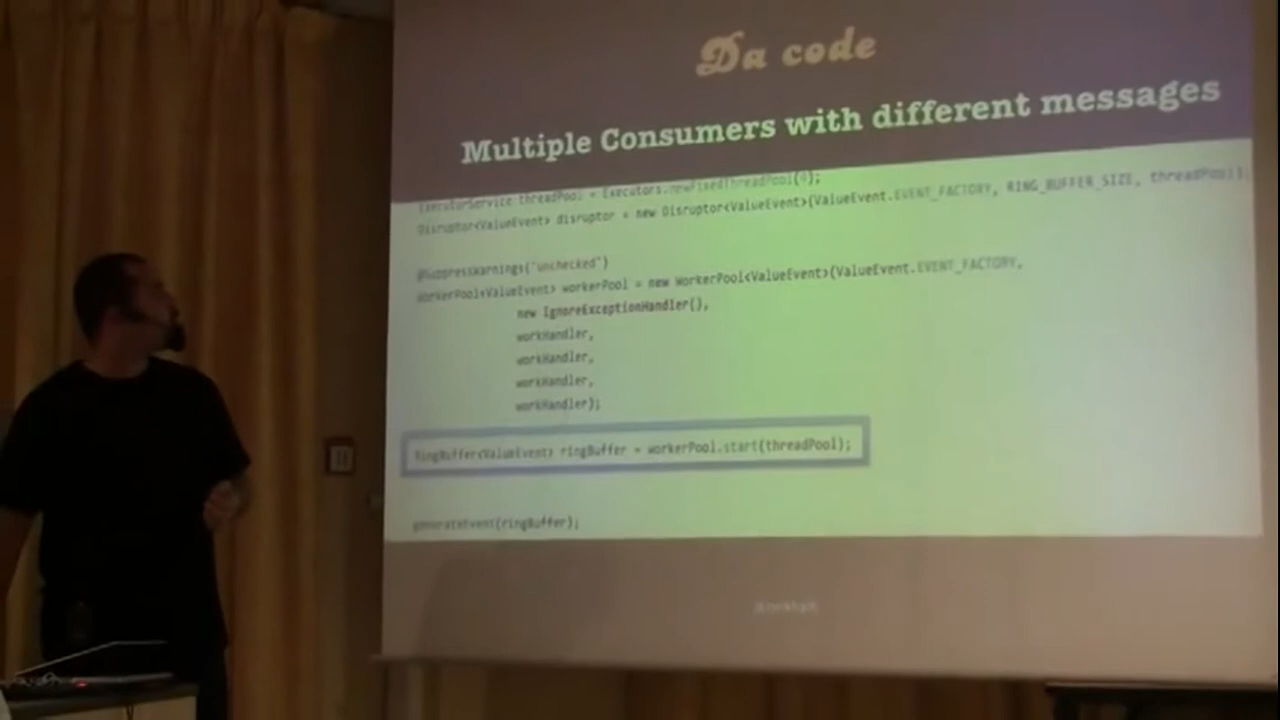 Da code
Multiple Consumers with different messages
ExecutorService threadPool = Executors.newFixedThreadPool(4);
Disruptor<ValueEvent> disruptor = new Disruptor<ValueEvent>(ValueEvent.EVENT_FACTORY, RING_BUFFER_SIZE, threadPool);
@SuppressWarnings("unchecked")
WorkerPool<ValueEvent> workerPool = new WorkerPool<ValueEvent>(ValueEvent.EVENT_FACTORY,
new IgnoreExceptionHandler(),
workHandler,
workHandler,
workHandler,
workHandler);
RingBuffer<ValueEvent> ringBuffer = workerPool.start(threadPool);
generateEvent(ringBuffer);